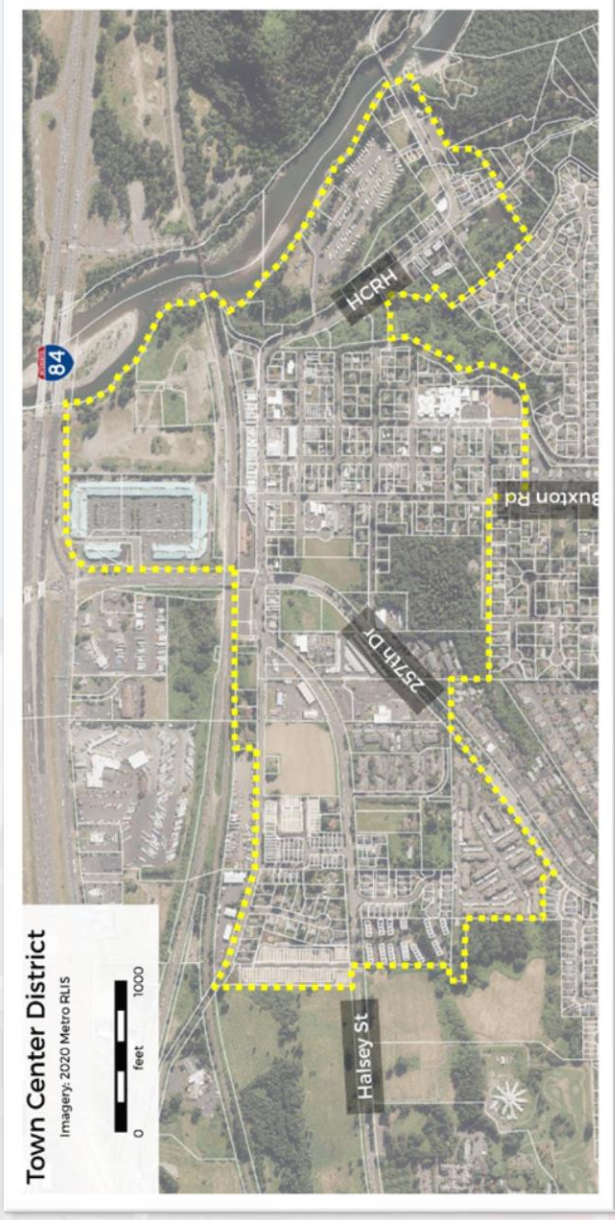 Town Center District
Imagery: 2020 Metro RLIS
0 feet 1000
84
HCRH
257th Dr
Buxton Rd
Halsey St